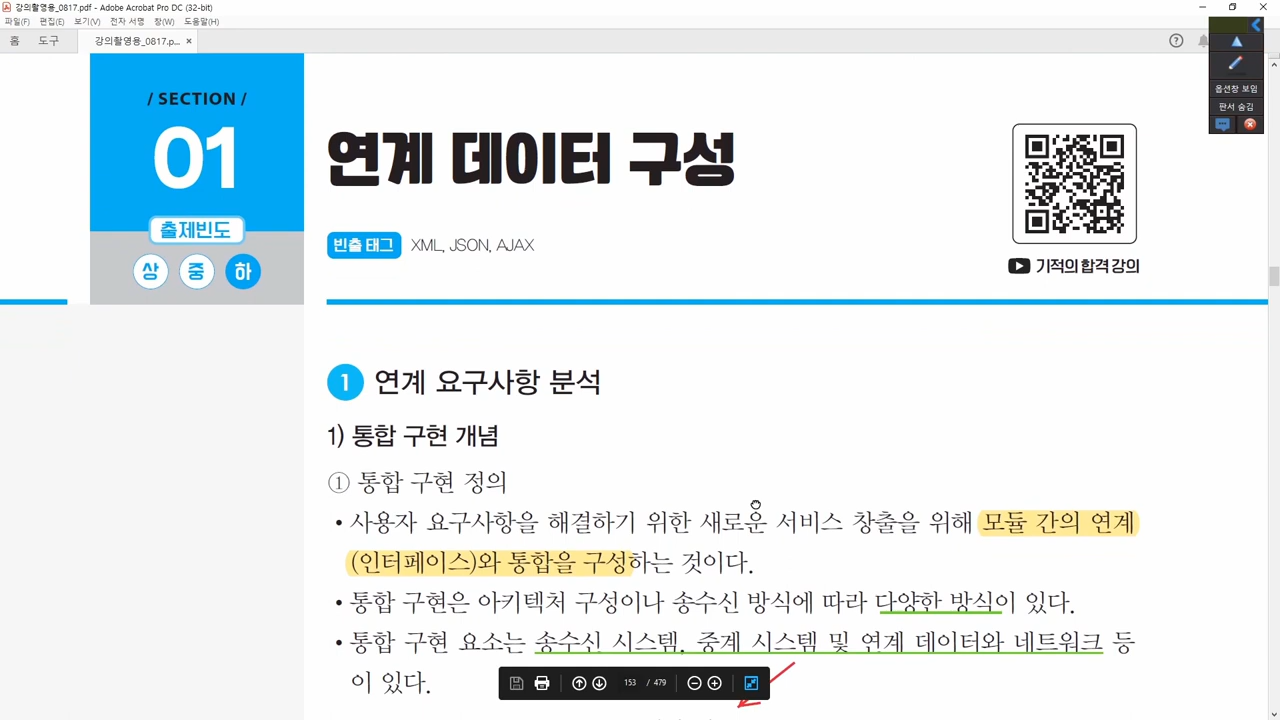 강의촬영용_0817.pdf - Adobe Acrobat Pro DC (32-bit)
파일(F) 편집(E) 보기(V) 전자 서명 창(W) 도움말(H)
홈 도구 강의촬영용_0817.p... ×
옵션창 보임
판서 숨김
/ SECTION /
01
출제빈도
상 중 하
연계 데이터 구성
빈출 태그 XML, JSON, AJAX
기적의 합격 강의
1 연계 요구사항 분석
1) 통합 구현 개념
① 통합 구현 정의
• 사용자 요구사항을 해결하기 위한 새로운 서비스 창출을 위해 모듈 간의 연계
(인터페이스)와 통합을 구성하는 것이다.
• 통합 구현은 아키텍처 구성이나 송수신 방식에 따라 다양한 방식이 있다.
• 통합 구현 요소는 송수신 시스템, 중계 시스템 및 연계 데이터와 네트워크 등
이 있다.
153 / 479